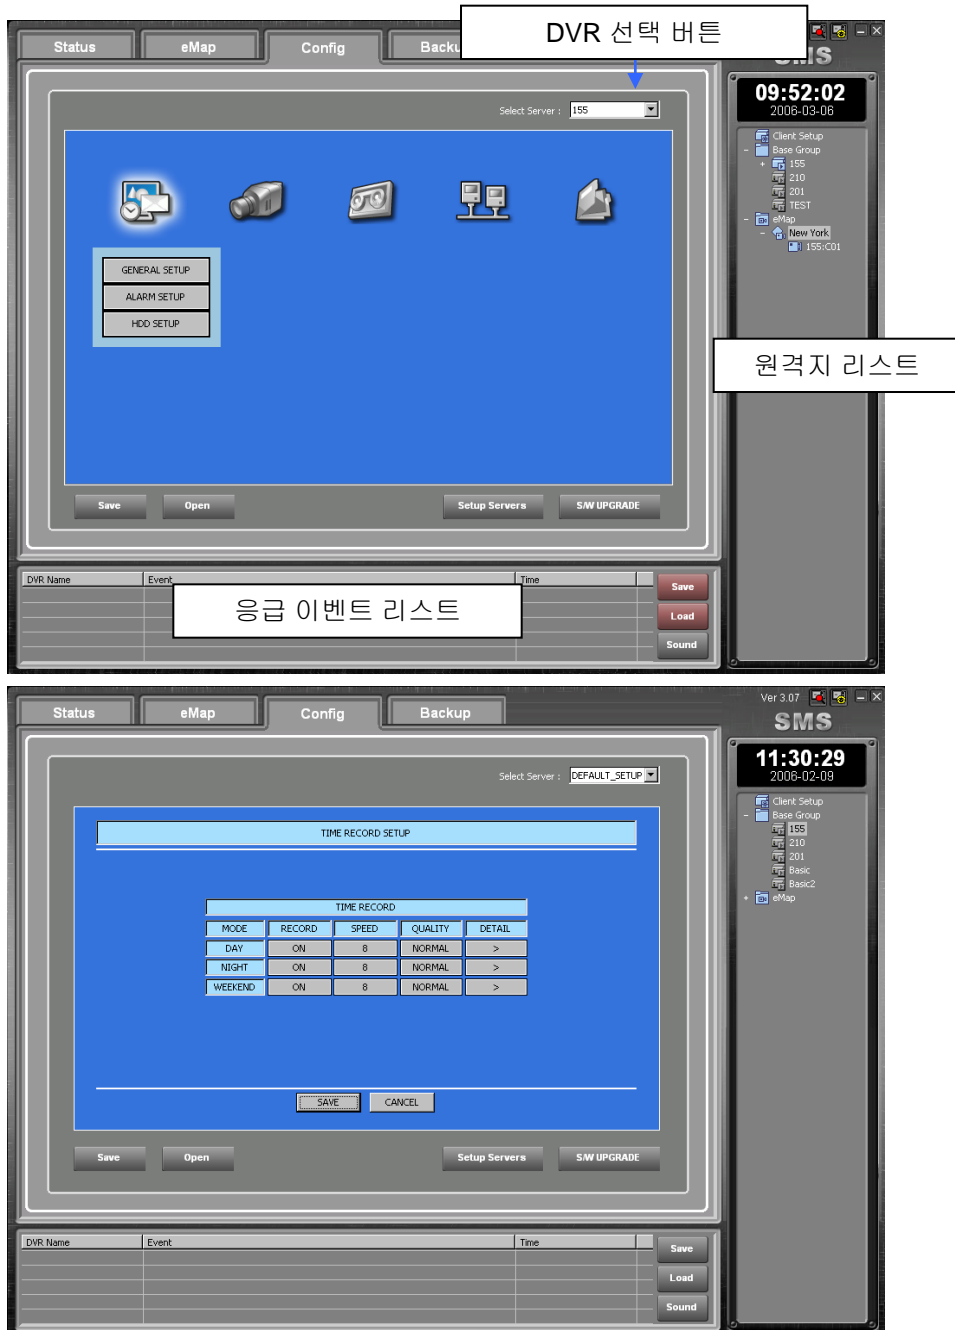 DVR 선택 버튼
Status eMap Config Backu
SMS
Select Server : 155
09:52:02
2006-03-06
Client Setup
Base Group
155
210
201
TEST
eMap
New York
155:C01
GENERAL SETUP
ALARM SETUP
HDD SETUP
원격지 리스트
Save Open Setup Servers S/W UPGRADE
DVR Name Event Time
응급 이벤트 리스트
Save
Load
Sound
Status eMap Config Backup
Ver 3.07
SMS
Select Server : DEFAULT_SETUP
11:30:29
2006-02-09
Client Setup
Base Group
155
210
201
Basic
Basic2
eMap
TIME RECORD SETUP
TIME RECORD
MODE RECORD SPEED QUALITY DETAIL
DAY ON 8 NORMAL >
NIGHT ON 8 NORMAL >
WEEKEND ON 8 NORMAL >
SAVE CANCEL
Save Open Setup Servers S/W UPGRADE
DVR Name Event Time
Save
Load
Sound